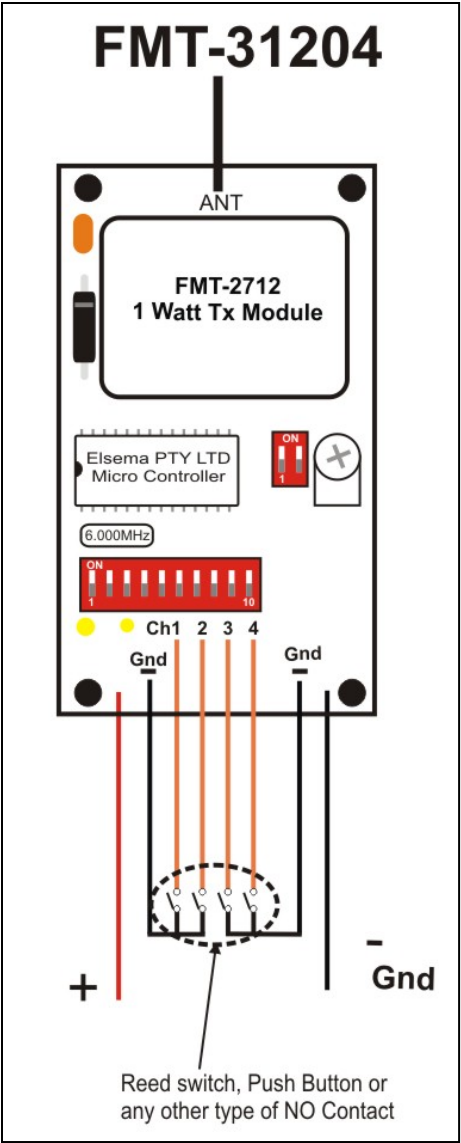 FMT-31204
ANT
FMT-2712
1 Watt Tx Module
Elsema PTY LTD
Micro Controller
ON
1
6.000MHz
ON
1 10
Ch1 2 3 4
Gnd
Gnd
+
-
Gnd
Reed switch, Push Button or
any other type of NO Contact